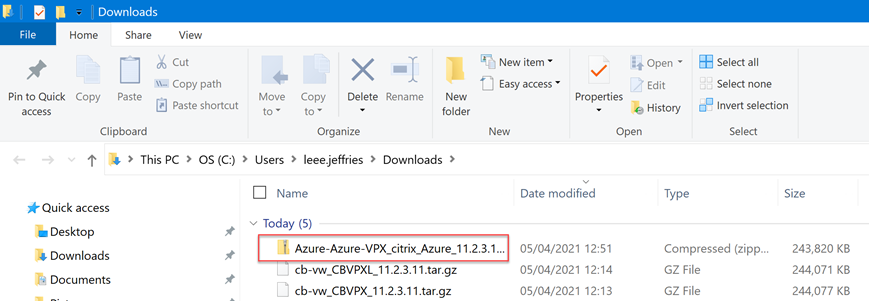 Downloads
File Home Share View
Pin to Quick access
Copy
Paste
Cut
Copy path
Paste shortcut
Clipboard
Move to
Copy to
Delete
Rename
Organize
New folder
New item
Easy access
New
Properties
Open
Edit
History
Open
Select all
Select none
Invert selection
Select
This PC > OS (C:) > Users > leee.jeffries > Downloads >
Quick access
Desktop
Downloads
Documents
Name Date modified Type Size
Today (5)
Azure-Azure-VPX_citrix_Azure_11.2.3.1... 05/04/2021 12:51 Compressed (zipp... 243,820 KB
cb-vw_CBVPXL_11.2.3.11.tar.gz 05/04/2021 12:14 GZ File 244,071 KB
cb-vw_CBVPX_11.2.3.11.tar.gz 05/04/2021 12:13 GZ File 244,077 KB